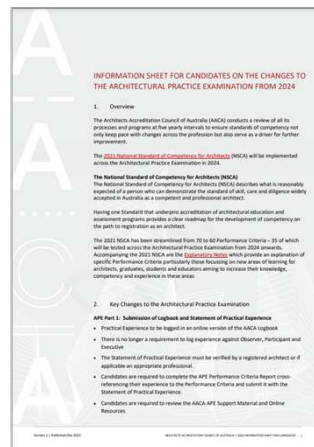 INFORMATION SHEET FOR CANDIDATES ON THE CHANGES TO
THE ARCHITECTURAL PRACTICE EXAMINATION FROM 2024
1. Overview
The Architects Accreditation Council of Australia (AACA) conducts a review of all its
processes and programs at five yearly intervals to ensure standards of competency not
only keep pace with changes across the profession but also serve as a driver for further
improvement.
The 2021 National Standard of Competency for Architects (NSCA) will be implemented
across the Architectural Practice Examination in 2024.
The National Standard of Competency for Architects (NSCA)
The National Standard of Competency for Architects (NSCA) describes what is reasonably
expected of a person who can demonstrate the standard of skill, care and diligence widely
accepted in Australia as a competent and professional architect.
Having one Standard that underpins accreditation of architectural education and
assessment programs provides a clear roadmap for the development of competency on
the path to registration as an architect.
The 2021 NSCA has been streamlined from 70 to 60 Performance Criteria – 35 of which
will be tested across the Architectural Practice Examination from 2024 onwards.
Accompanying the 2021 NSCA are the Explanatory Notes which provide an explanation of
specific Performance Criteria particularly those focussing on new areas of learning for
architects, graduates, students and educators aiming to increase their knowledge,
competency and experience in these areas
2. Key Changes to the Architectural Practice Examination
APE Part 1: Submission of Logbook and Statement of Practical Experience
• Practical Experience to be logged in an online version of the AACA Logbook
• There is no longer a requirement to log experience against Observer, Participant and
Executive
• The Statement of Practical Experience must be verified by a registered architect or if
applicable an appropriate professional.
• Candidates are required to complete the APE Performance Criteria Report cross-
referencing their experience to the Performance Criteria and submit it with the
Statement of Practical Experience.
• Candidates are required to review the AACA APE Support Material and Online
Resources